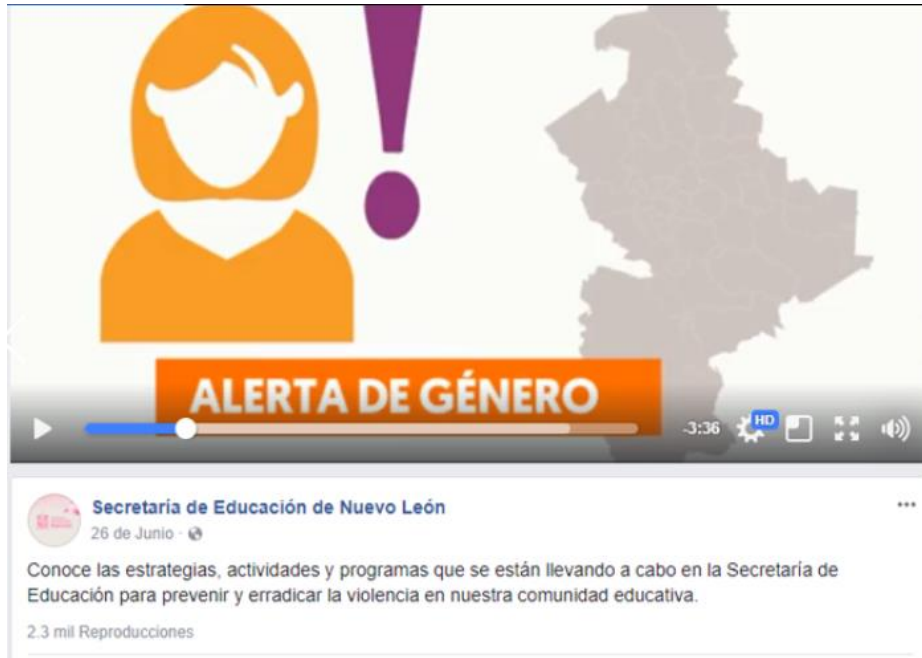 ALERTA DE GÉNERO
-3:36 HD
Secretaría de Educación de Nuevo León
26 de Junio ·
Conoce las estrategias, actividades y programas que se están llevando a cabo en la Secretaría de
Educación para prevenir y erradicar la violencia en nuestra comunidad educativa.
2.3 mil Reproducciones